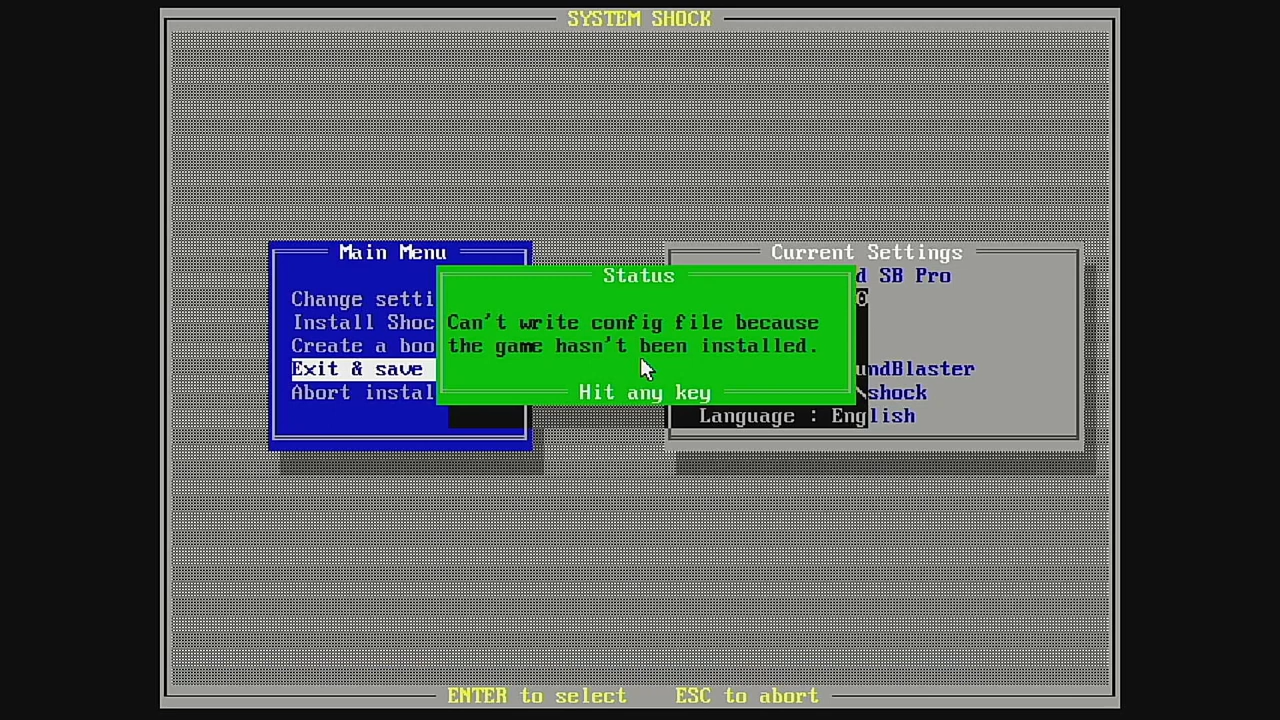 SYSTEM SHOCK
Main Menu
Change setti
Install Shoc
Create a boo
Exit & save
Abort instal
Status
Can't write config file because
the game hasn't been installed.
Hit any key
Current Settings
d SB Pro
0
undBlaster
\shock
Language : English
ENTER to select ESC to abort